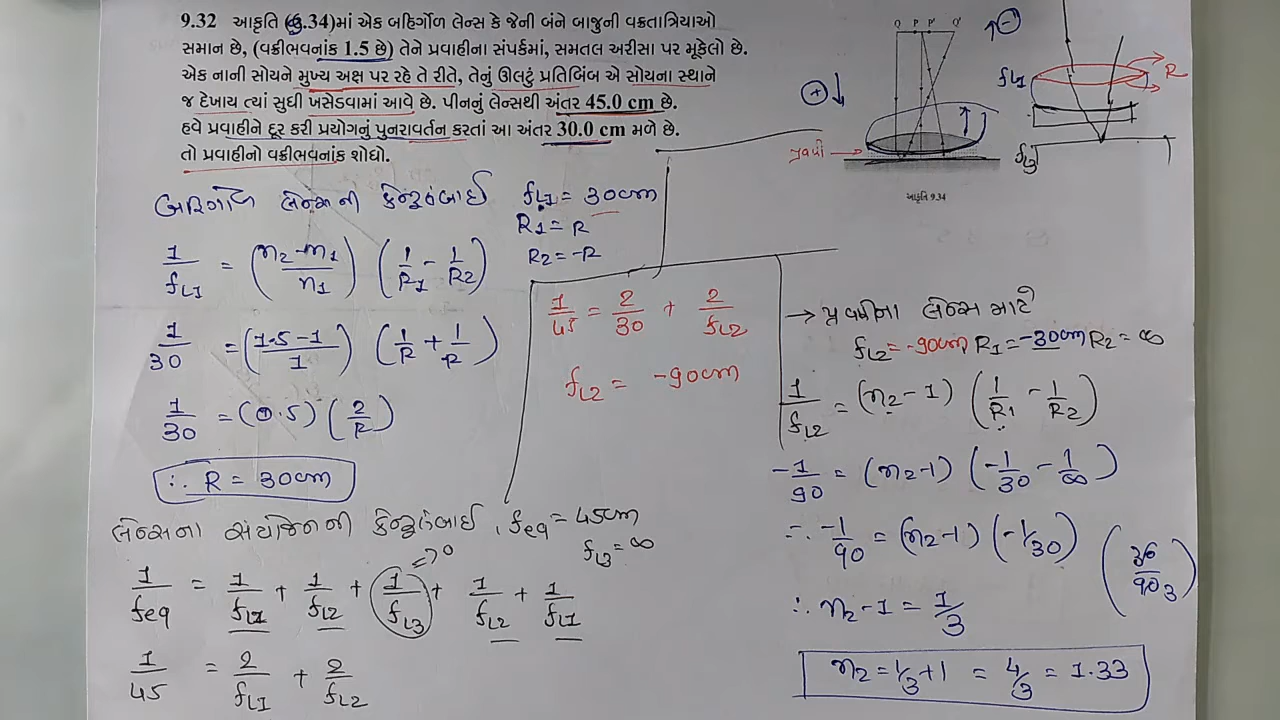 9.32 આકૃતિ (9.34)માં એક બહિર્ગોળ લેન્સ કે જેની બંને બાજુની વક્રતાત્રિયાઓ
સમાન છે, (વક્રીભવનાંક 1.5 છે) તેને પ્રવાહીના સંપર્કમાં, સમતલ અરીસા પર મૂકેલો છે.
એક નાની સોયને મુખ્ય અક્ષ પર રહે તે રીતે, તેનું ઊલટું પ્રતિબિંબ એ સોયના સ્થાને
જ દેખાય ત્યાં સુધી ખસેડવામાં આવે છે. પીનનું લેન્સથી અંતર 45.0 cm છે.
હવે પ્રવાહીને દૂર કરી પ્રયોગનું પુનરાવર્તન કરતાં આ અંતર 30.0 cm મળે છે.
તો પ્રવાહીનો વક્રીભવનાંક શોધો.
P P'
↑⊖
⊕↓
fL1
R
fL3
પ્રવાહી
આકૃતિ 9.34
બહિર્ગોળ લેન્સની કેન્દ્રલંબાઈ fL1 = 30cm
R1 = R
R2 = -R
1/fL1 = (n2-n1/n1) (1/R1 - 1/R2)
1/30 = (1.5-1/1) (1/R + 1/R)
1/30 = (0.5) (2/R)
∴ R = 30cm
લેન્સના સંયોજનની કેન્દ્રલંબાઈ, feq = 45cm
fL3 = ∞
⇒0
1/feq = 1/fL1 + 1/fL2 + 1/fL3 + 1/fL2 + 1/fL1
1/45 = 2/fL1 + 2/fL2
1/45 = 2/30 + 2/fL2
fL2 = -90cm
→ પ્રવાહીના લેન્સ માટે
fL2 = -90cm R1 = -30cm R2 = ∞
1/fL2 = (n2-1) (1/R1 - 1/R2)
-1/90 = (n2-1) (-1/30 - 1/∞)
∴ -1/90 = (n2-1) (-1/30)
(30/90 3)
∴ n2-1 = 1/3
n2 = 1/3+1 = 4/3 = 1.33